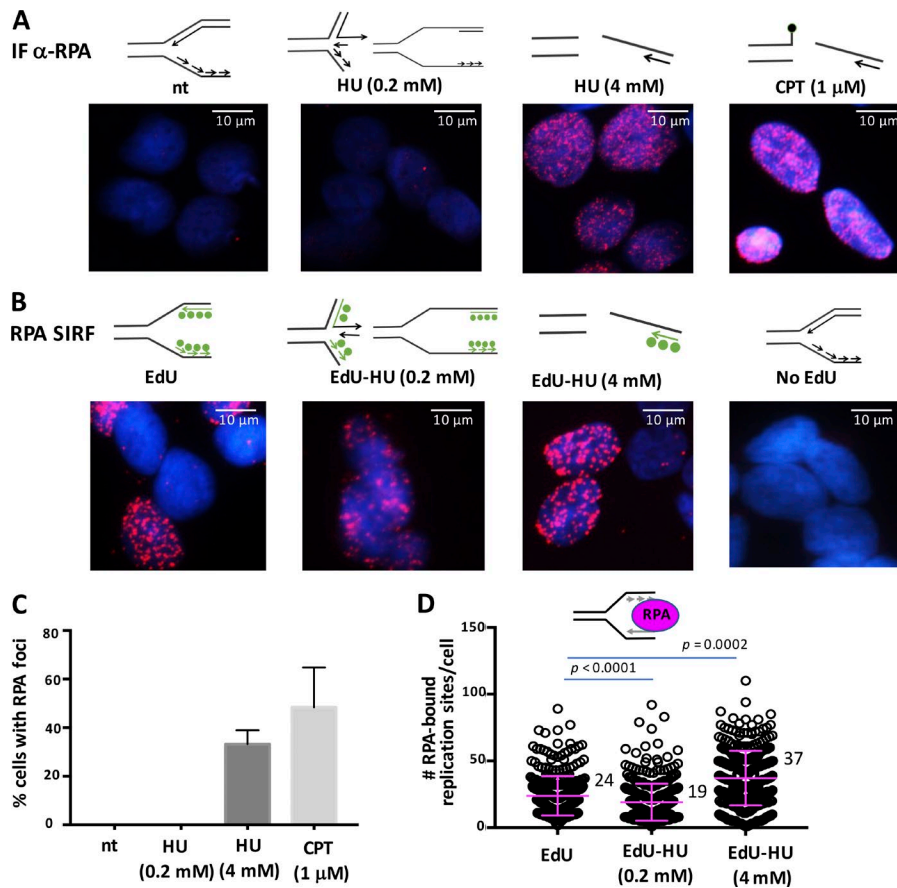 A
IF α-RPA
nt
HU (0.2 mM)
HU (4 mM)
CPT (1 µM)
10 µm
10 µm
10 µm
10 µm
B
RPA SIRF
EdU
EdU-HU (0.2 mM)
EdU-HU (4 mM)
No EdU
10 µm
10 µm
10 µm
10 µm
C
% cells with RPA foci
80
60
40
20
0
nt
HU
(0.2 mM)
HU
(4 mM)
CPT
(1 µM)
D
RPA
# RPA-bound
replication sites/cell
150
100
50
0
p = 0.0002
p < 0.0001
24
19
37
EdU
EdU-HU
(0.2 mM)
EdU-HU
(4 mM)